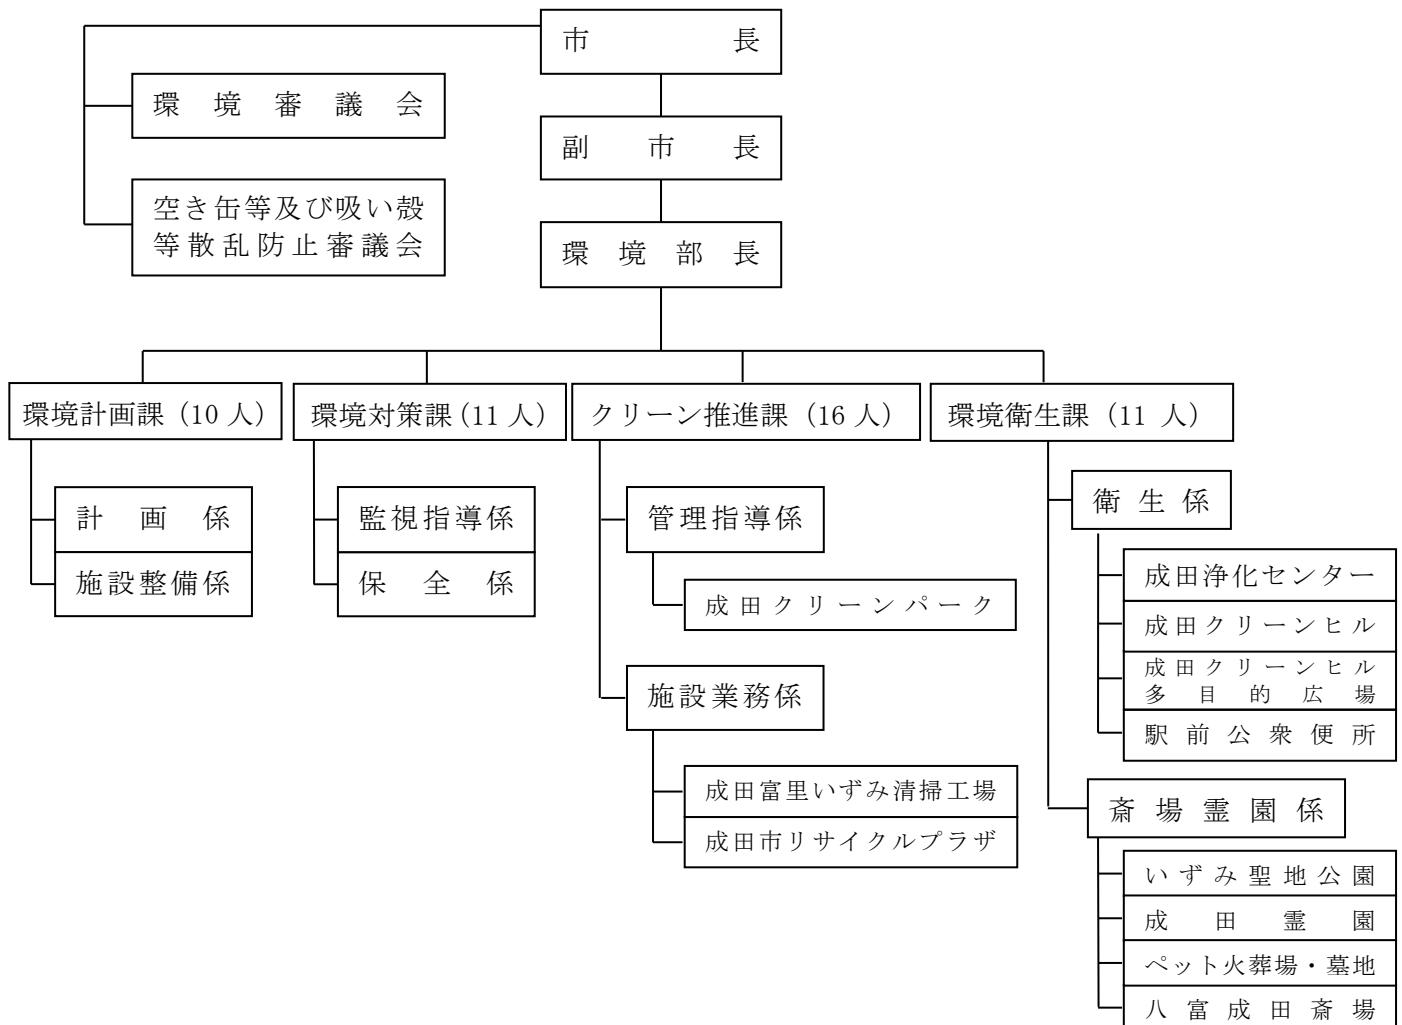 市長
環境審議会
副市長
空き缶等及び吸い殻
等散乱防止審議会
環境部長
環境計画課（10人）
環境対策課（11人）
クリーン推進課（16人）
環境衛生課（11人）
計画係
施設整備係
監視指導係
保全係
管理指導係
成田クリーンパーク
施設業務係
成田富里いずみ清掃工場
成田市リサイクルプラザ
衛生係
成田浄化センター
成田クリーンヒル
成田クリーンヒル
多目的広場
駅前公衆便所
斎場霊園係
いずみ聖地公園
成田霊園
ペット火葬場・墓地
八富成田斎場